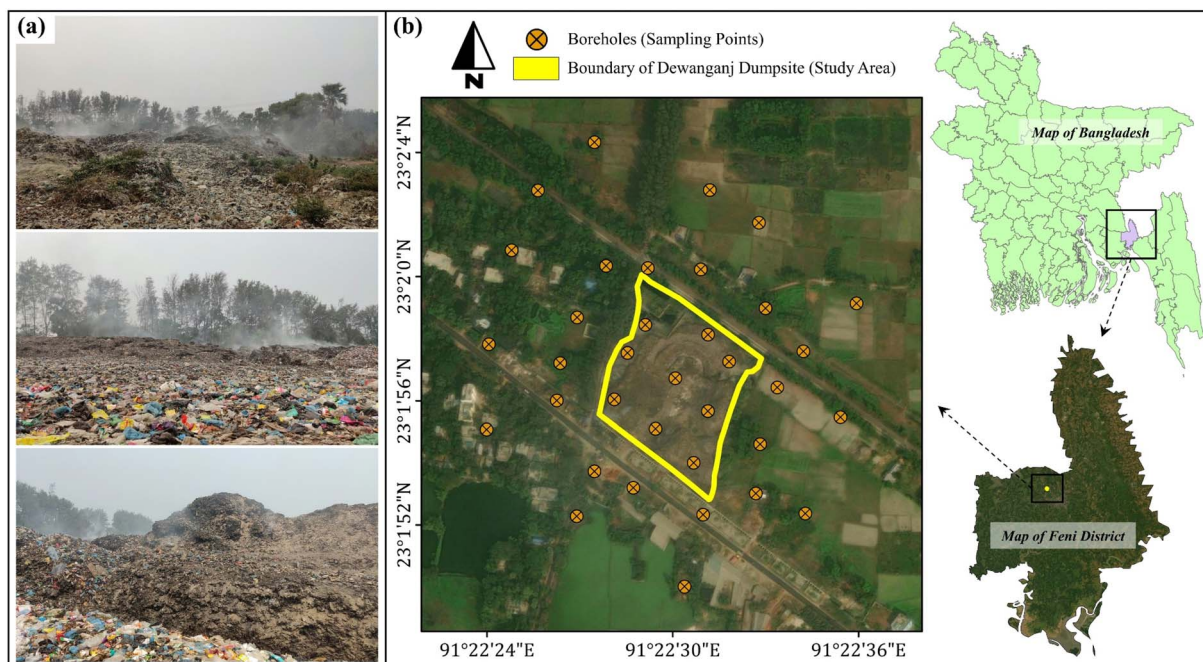 (a)
(b)
N
Boreholes (Sampling Points)
Boundary of Dewanganj Dumpsite (Study Area)
Map of Bangladesh
23°2'4"N
23°2'0"N
23°1'56"N
23°1'52"N
91°22'24"E
91°22'30"E
91°22'36"E
Map of Feni District